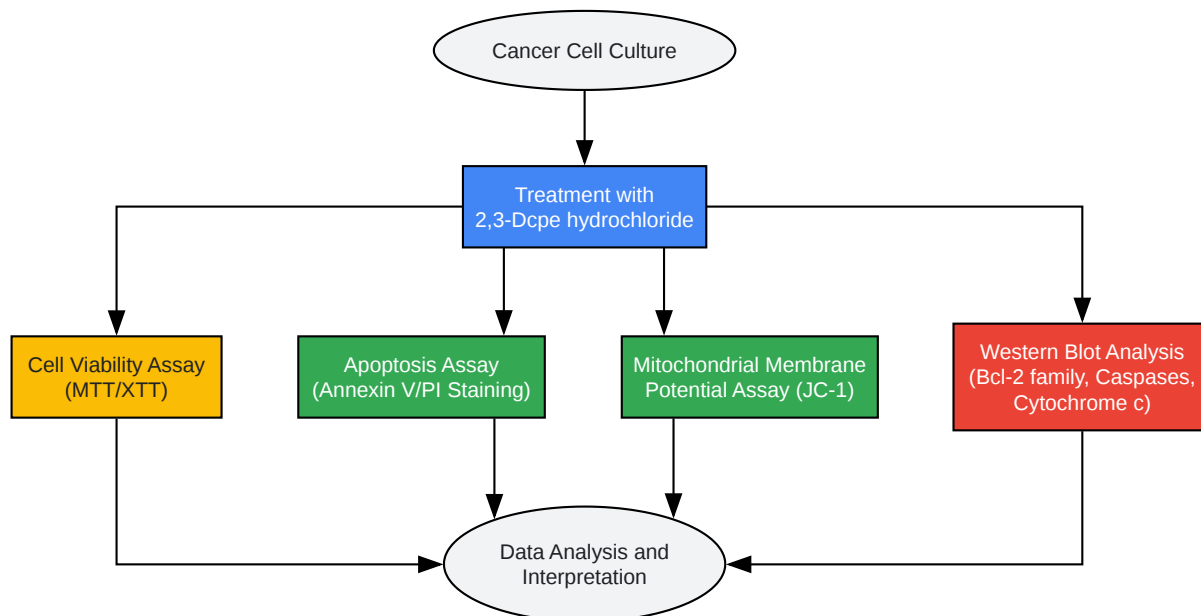 Cancer Cell Culture
Treatment with
2,3-Dcpe hydrochloride
Cell Viability Assay
(MTT/XTT)
Apoptosis Assay
(Annexin V/PI Staining)
Mitochondrial Membrane
Potential Assay (JC-1)
Western Blot Analysis
(Bcl-2 family, Caspases,
Cytochrome c)
Data Analysis and
Interpretation